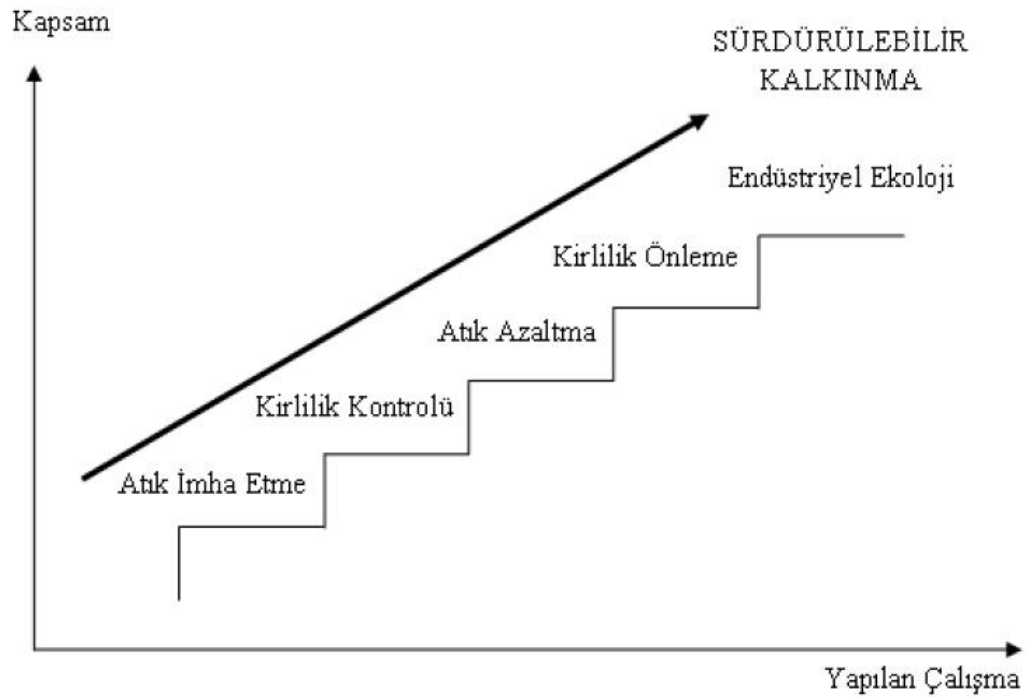 Kapsam
SÜRDÜRÜLEBİLİR
KALKINMA
Endüstriyel Ekoloji
Kirlilik Önleme
Atık Azaltma
Kirlilik Kontrolü
Atık İmha Etme
Yapılan Çalışma